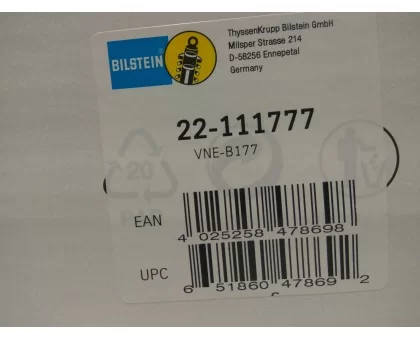 BILSTEIN
ThyssenKrupp Bilstein GmbH
Milsper Strasse 214
D-58256 Ennepetal
Germany
22-111777
VNE-B177
20
PAP
EAN
4 025258 478698
UPC
6 51860 47869 2